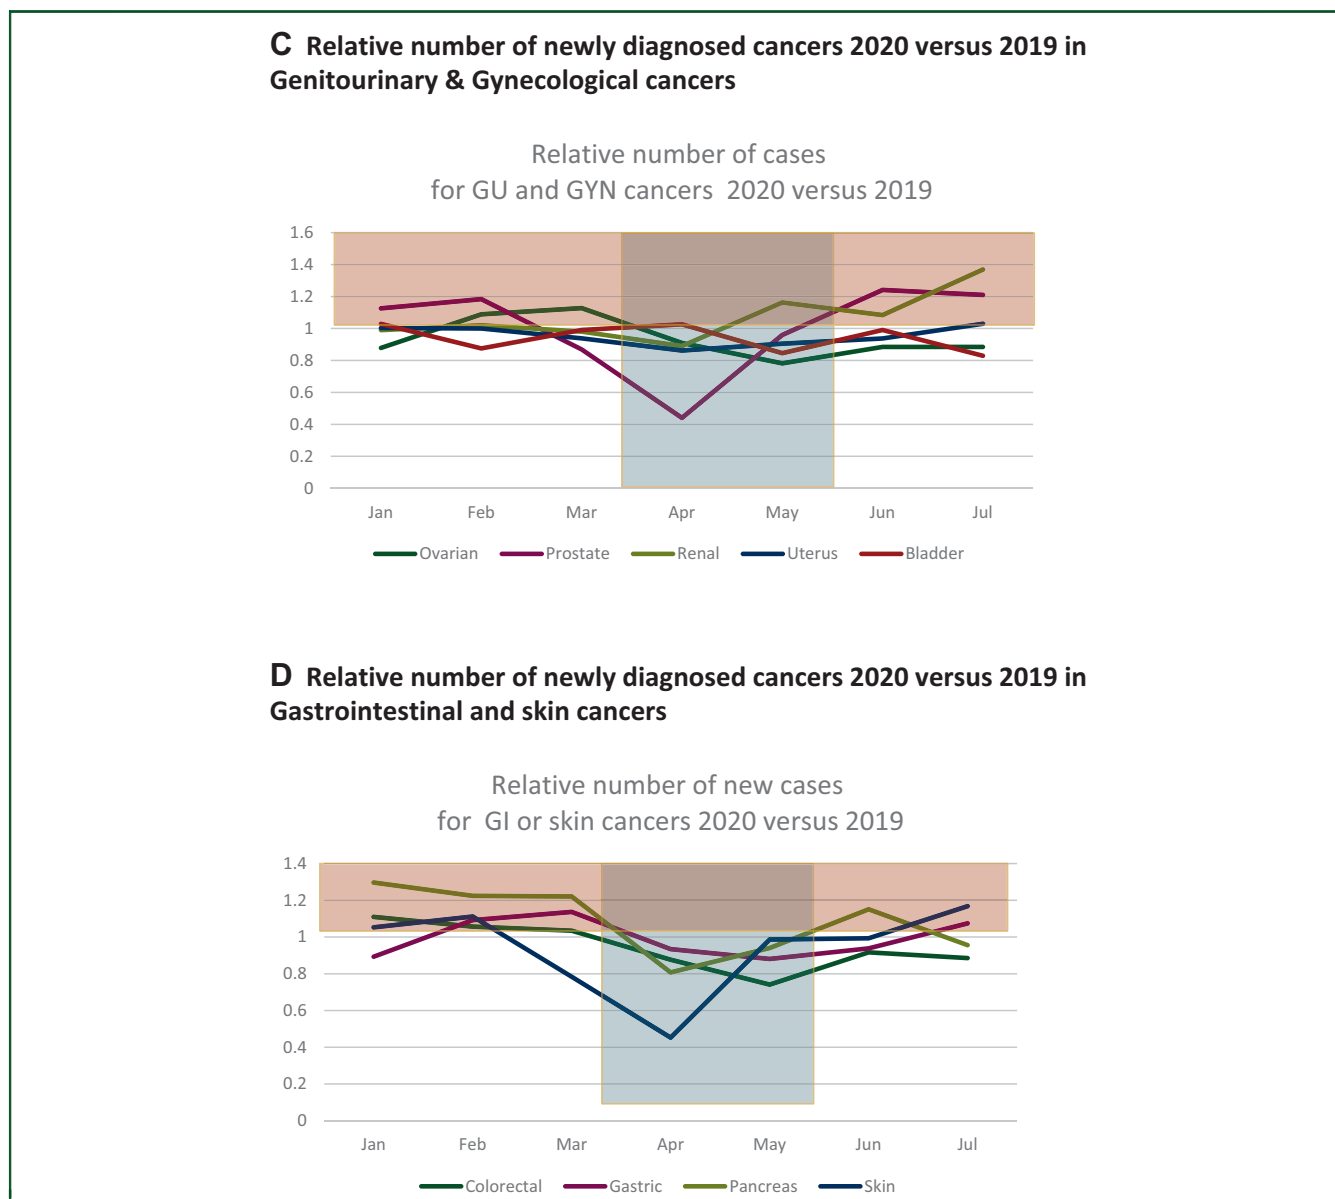 C Relative number of newly diagnosed cancers 2020 versus 2019 in
Genitourinary & Gynecological cancers
Relative number of cases
for GU and GYN cancers 2020 versus 2019
1.6
1.4
1.2
1
0.8
0.6
0.4
0.2
0
Jan Feb Mar Apr May Jun Jul
Ovarian Prostate Renal Uterus Bladder
D Relative number of newly diagnosed cancers 2020 versus 2019 in
Gastrointestinal and skin cancers
Relative number of new cases
for GI or skin cancers 2020 versus 2019
1.4
1.2
1
0.8
0.6
0.4
0.2
0
Jan Feb Mar Apr May Jun Jul
Colorectal Gastric Pancreas Skin